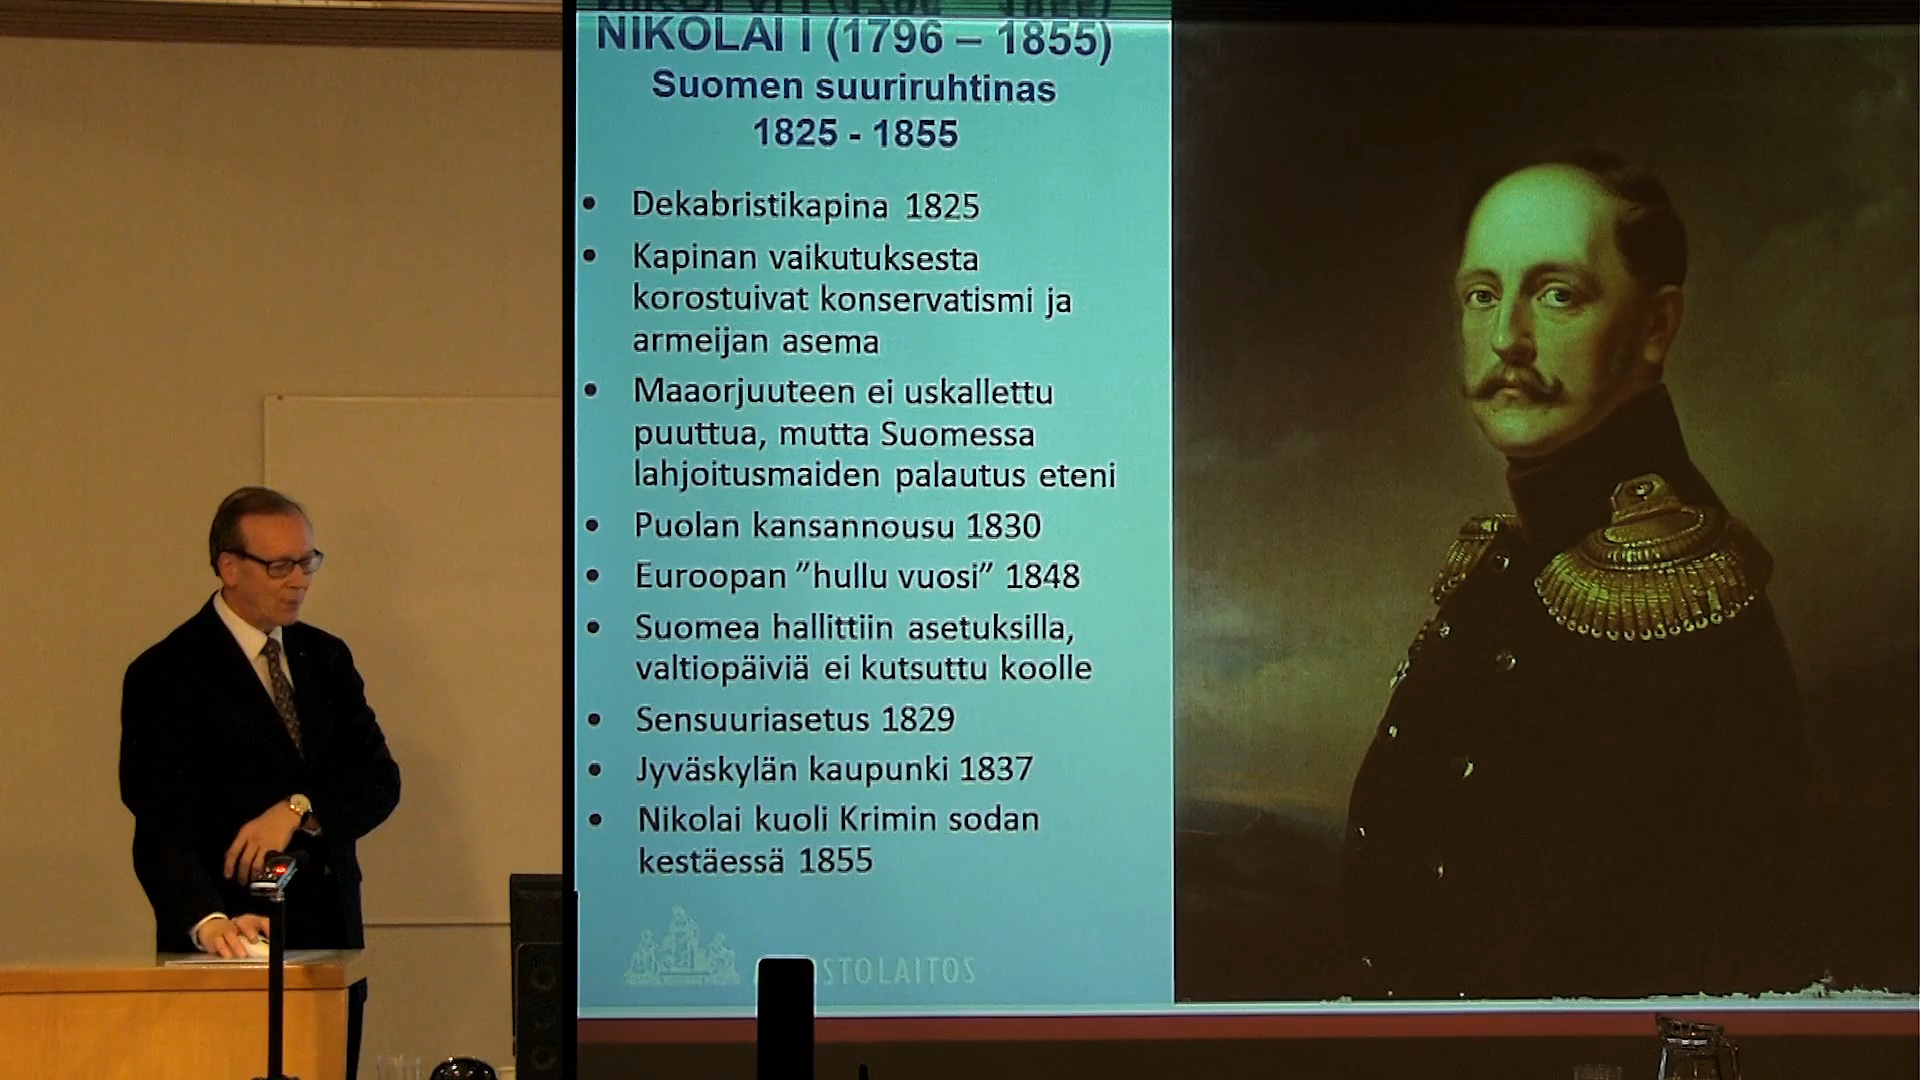 NIKOLAI I (1796 – 1855)
Suomen suuriruhtinas
1825 - 1855
• Dekabristikapina 1825
• Kapinan vaikutuksesta
korostuivat konservatismi ja
armeijan asema
• Maaorjuuteen ei uskallettu
puuttua, mutta Suomessa
lahjoitusmaiden palautus eteni
• Puolan kansannousu 1830
• Euroopan ”hullu vuosi” 1848
• Suomea hallittiin asetuksilla,
valtiopäiviä ei kutsuttu koolle
• Sensuuriasetus 1829
• Jyväskylän kaupunki 1837
• Nikolai kuoli Krimin sodan
kestäessä 1855